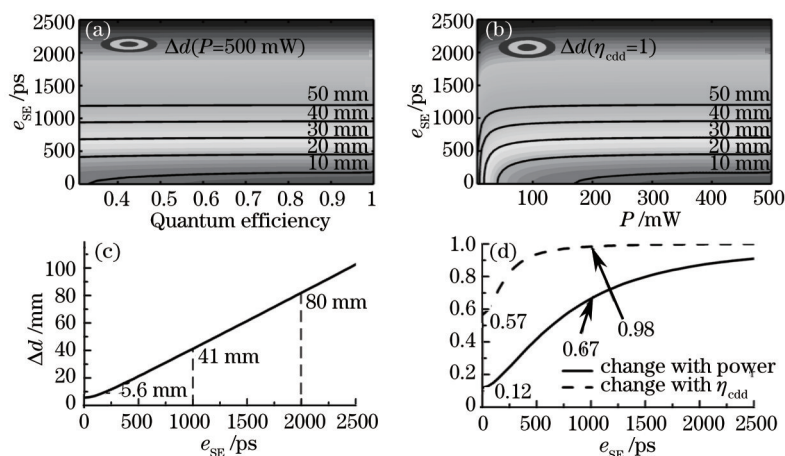 (a)
Δd(P=500 mW)
2500
2000
1500
1000
500
0
e_SE /ps
50 mm
40 mm
30 mm
20 mm
10 mm
0.4
0.5
0.6
0.7
0.8
0.9
1
Quantum efficiency
(b)
Δd(η_cdd=1)
2500
2000
1500
1000
500
0
e_SE /ps
50 mm
40 mm
30 mm
20 mm
10 mm
100
200
300
400
500
P /mW
(c)
100
80
60
40
20
0
Δd /mm
80 mm
41 mm
5.6 mm
0
500
1000
1500
2000
2500
e_SE /ps
(d)
1.0
0.8
0.6
0.4
0.2
0.57
0.98
0.67
0.12
change with power
change with η_cdd
0
500
1000
1500
2000
2500
e_SE /ps